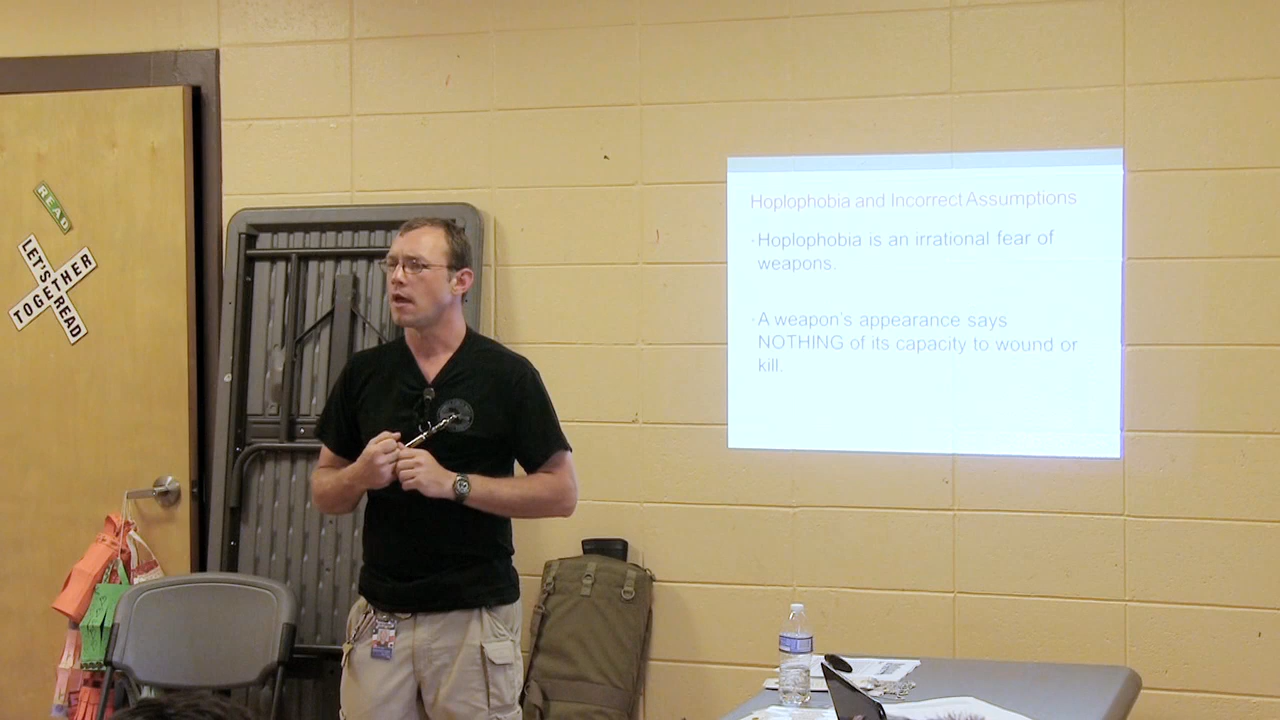 READ
LET'S READ
TOGETHER
Hoplophobia and Incorrect Assumptions
·Hoplophobia is an irrational fear of
weapons.
·A weapon's appearance says
NOTHING of its capacity to wound or
kill.